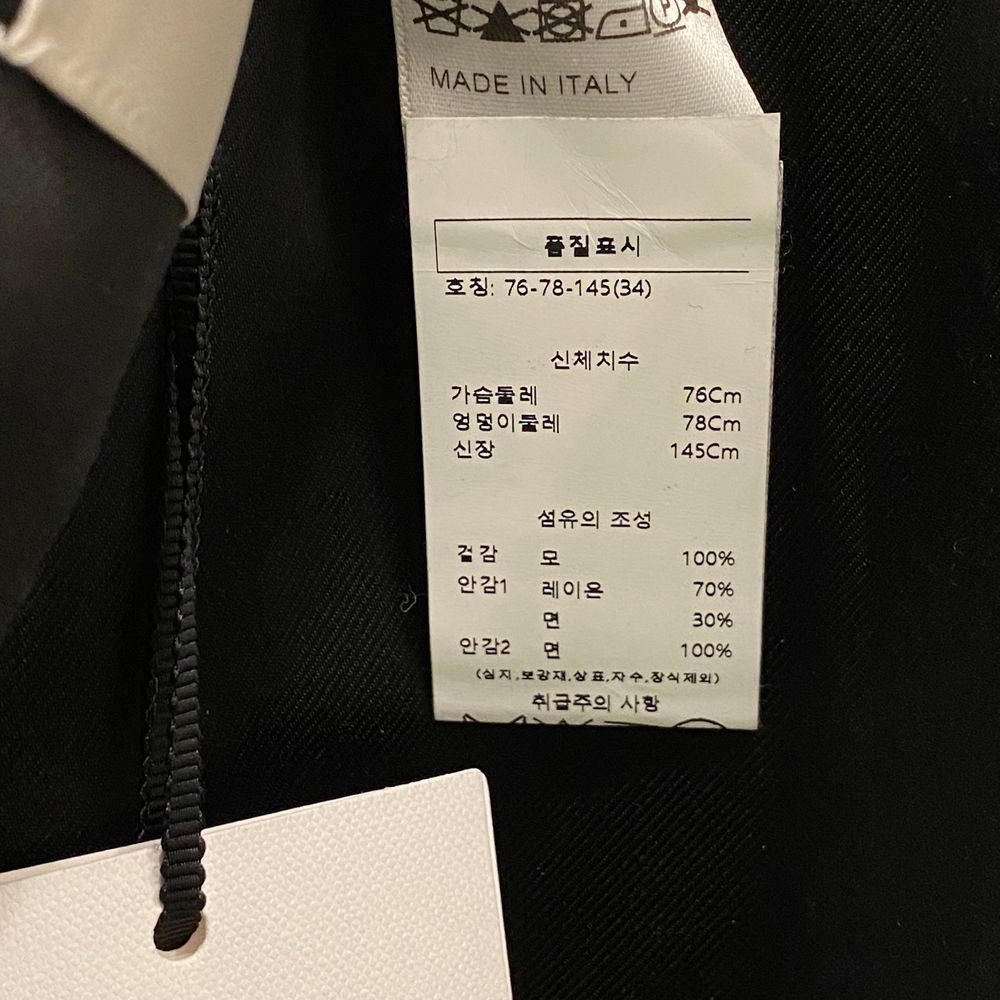 MADE IN ITALY
품질표시
호칭: 76-78-145(34)
신체치수
가슴둘레 76Cm
엉덩이둘레 78Cm
신장 145Cm
섬유의 조성
겉감 모 100%
안감1 레이온 70%
면 30%
안감2 면 100%
(심지,보강재,상표,자수,장식제외)
취급주의 사항